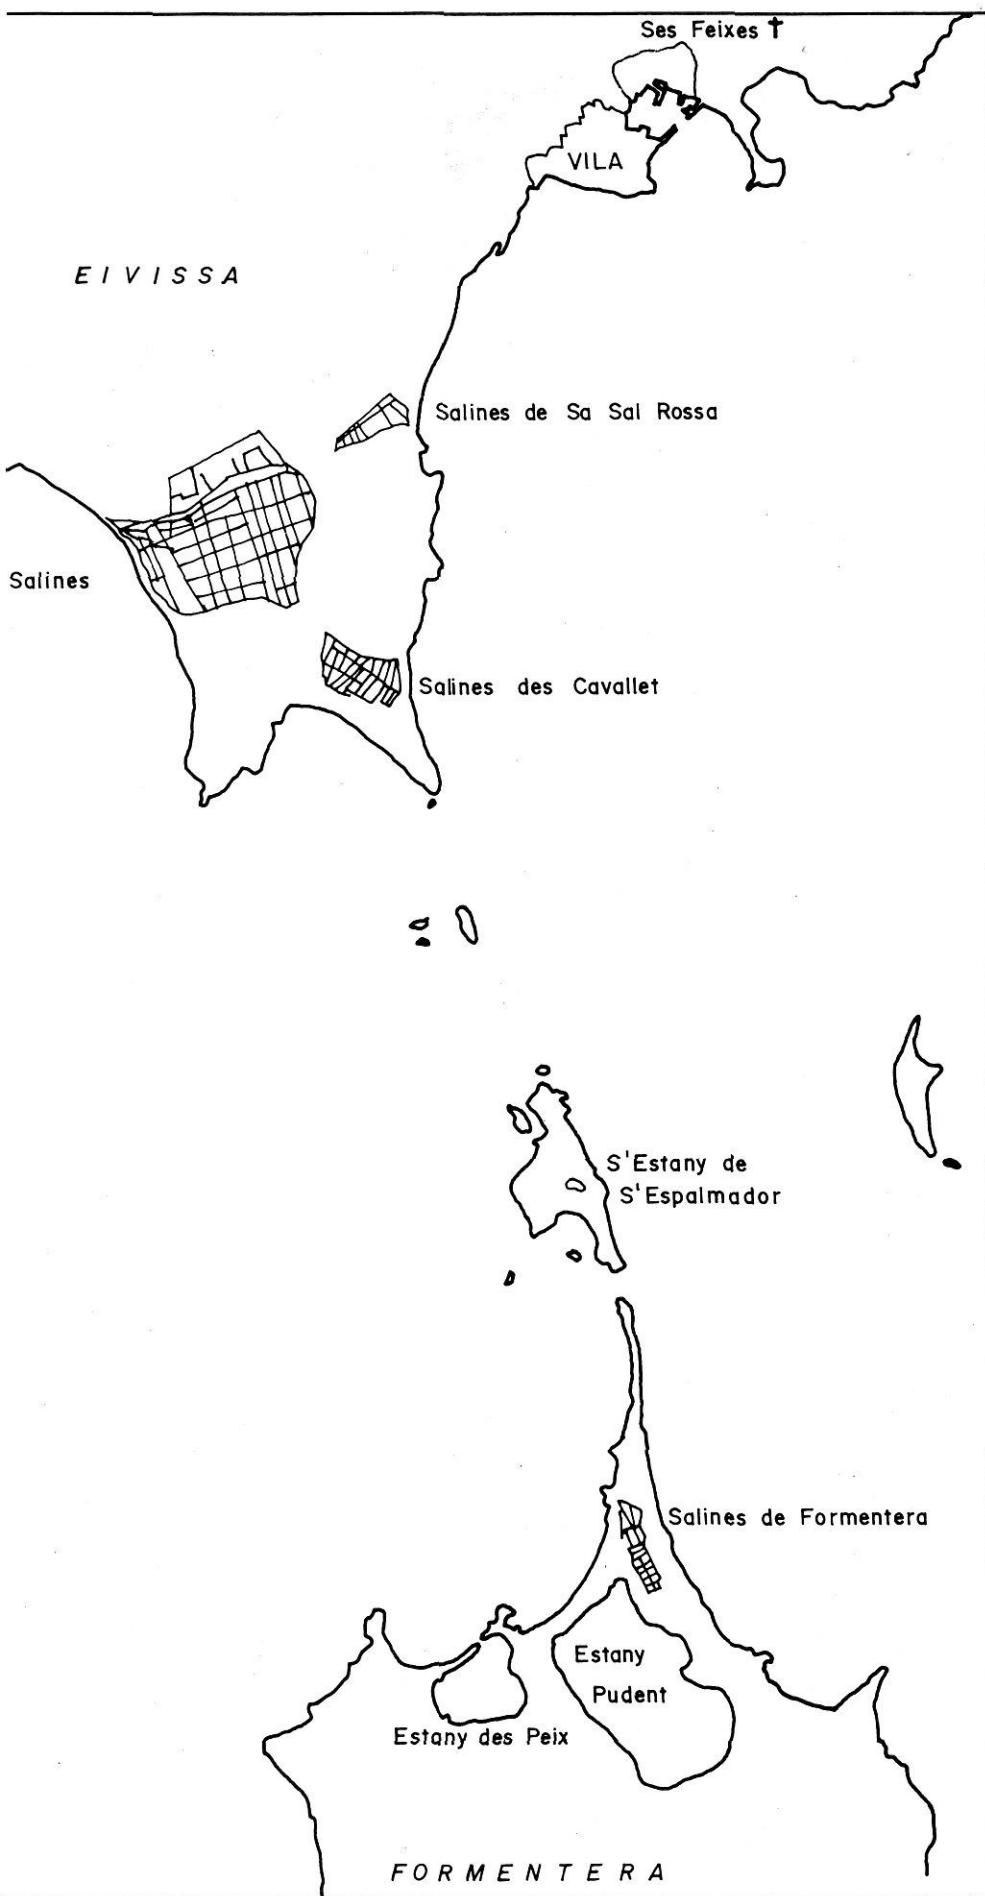 Ses Feixes ✝
VILA
EIVISSA
Salines de Sa Sal Rossa
Salines
Salines des Cavallet
S'Estany de
S'Espalmador
Salines de Formentera
Estany
Pudent
Estany des Peix
FORMENTERA